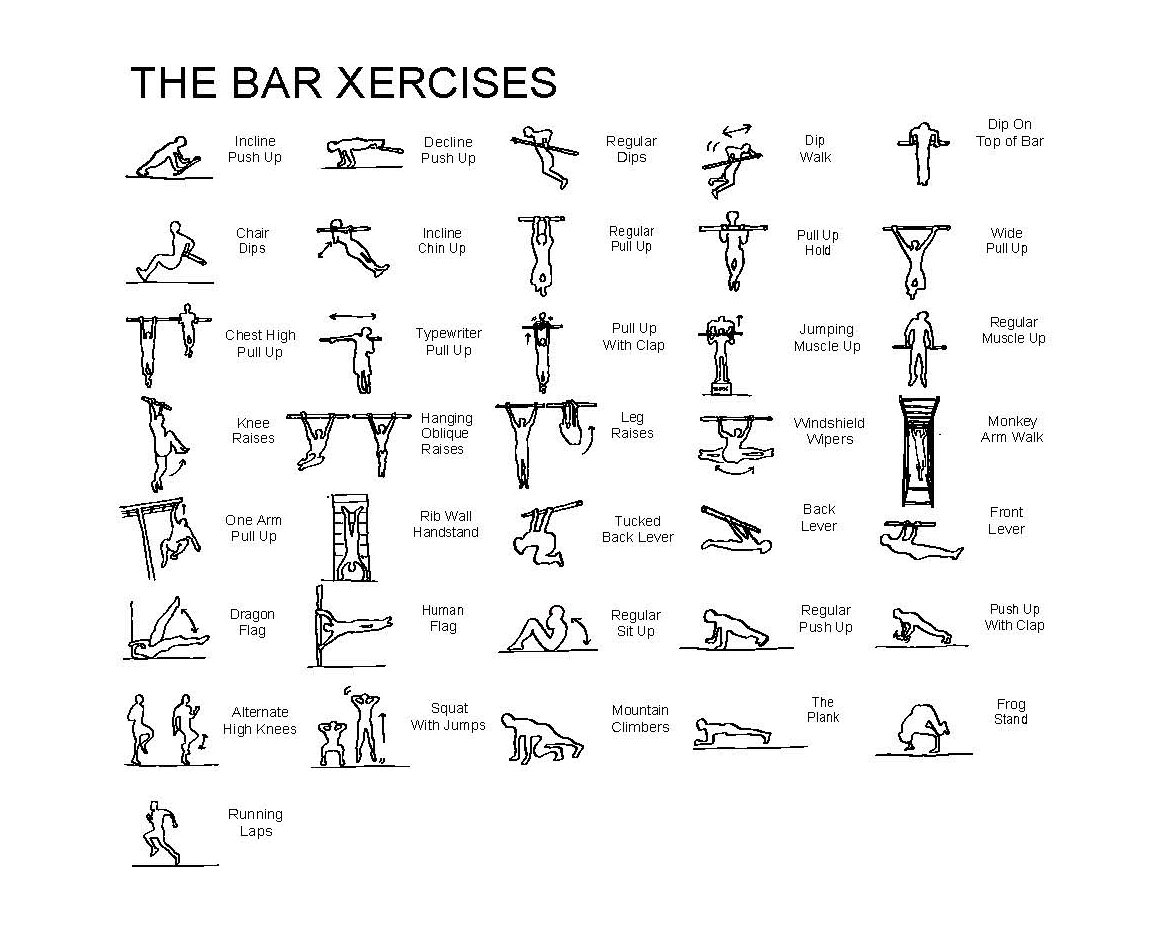 THE BAR XERCISES
Incline
Push Up
Decline
Push Up
Regular
Dips
Dip
Walk
Dip On
Top of Bar
Chair
Dips
Incline
Chin Up
Regular
Pull Up
Pull Up
Hold
Wide
Pull Up
Chest High
Pull Up
Typewriter
Pull Up
Pull Up
With Clap
Jumping
Muscle Up
Regular
Muscle Up
Knee
Raises
Hanging
Oblique
Raises
Leg
Raises
Windshield
Wipers
Monkey
Arm Walk
One Arm
Pull Up
Rib Wall
Handstand
Tucked
Back Lever
Back
Lever
Front
Lever
Dragon
Flag
Human
Flag
Regular
Sit Up
Regular
Push Up
Push Up
With Clap
Alternate
High Knees
Squat
With Jumps
Mountain
Climbers
The
Plank
Frog
Stand
Running
Laps